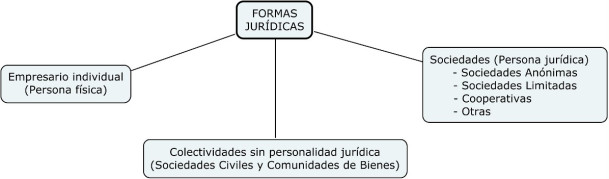 FORMAS
JURÍDICAS
Empresario individual
(Persona física)
Sociedades (Persona jurídica)
- Sociedades Anónimas
- Sociedades Limitadas
- Cooperativas
- Otras
Colectividades sin personalidad jurídica
(Sociedades Civiles y Comunidades de Bienes)